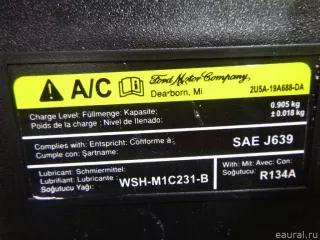 A/C Ford Motor Company,
Dearborn, Mi 2U5A-19A688-DA
Charge Level: Füllmenge: Kapasite: 0.905 kg
Poids de la charge: Nivel de carga: ± 0.018 kg
Complies with: Entspricht: Conforme à: SAE J639
Cumple con: Şartname:
Lubricant: Schmiermittel: With: Mit: Avec: Con:
Lubrifiant: Lubricante: WSH-M1C231-B Soğutucu: R134A
Soğutucu Yağı:
© eaural.ru